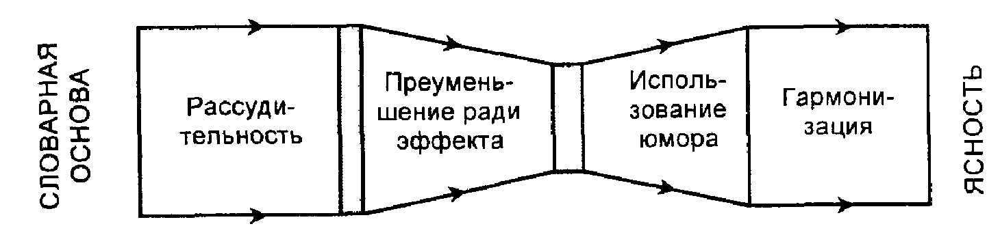 СЛОВАРНАЯ
ОСНОВА
Рассуди-
тельность
Преумень-
шение ради
эффекта
Исполь-
зование
юмора
Гармони-
зация
ЯСНОСТЬ